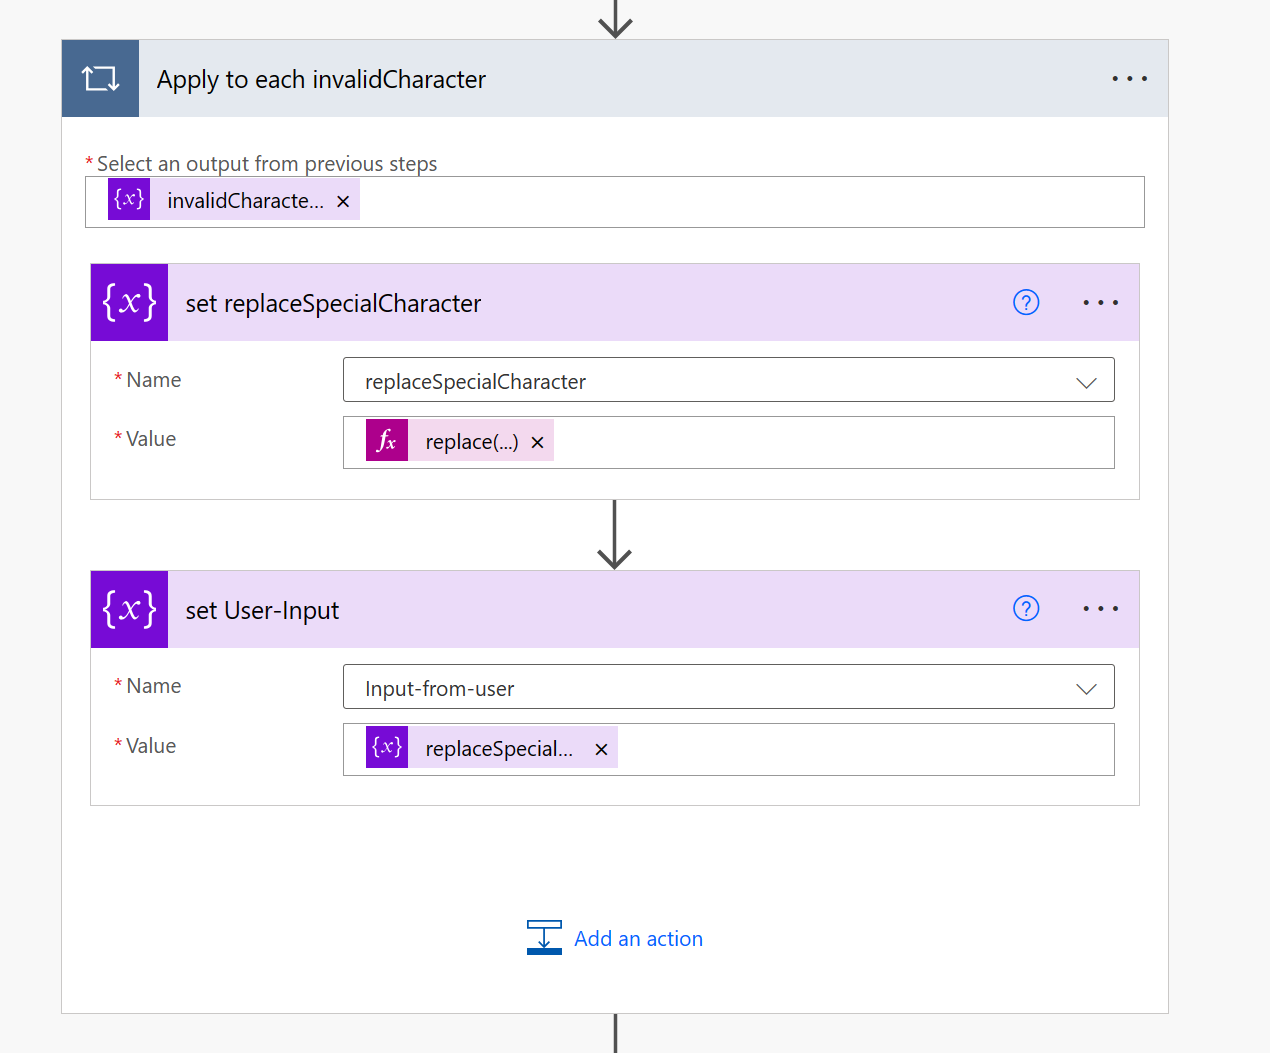 Apply to each invalidCharacter
* Select an output from previous steps
{x} invalidCharacte... ×
{x} set replaceSpecialCharacter ?
* Name replaceSpecialCharacter
* Value fx replace(...) ×
{x} set User-Input ?
* Name Input-from-user
* Value {x} replaceSpecial... ×
Add an action